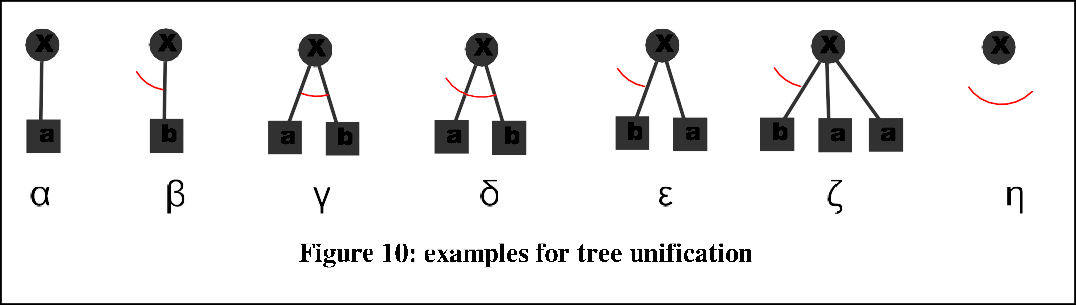 X X X X X X X
a b a b a b b a b a a
α β γ δ ε ζ η
Figure 10: examples for tree unification